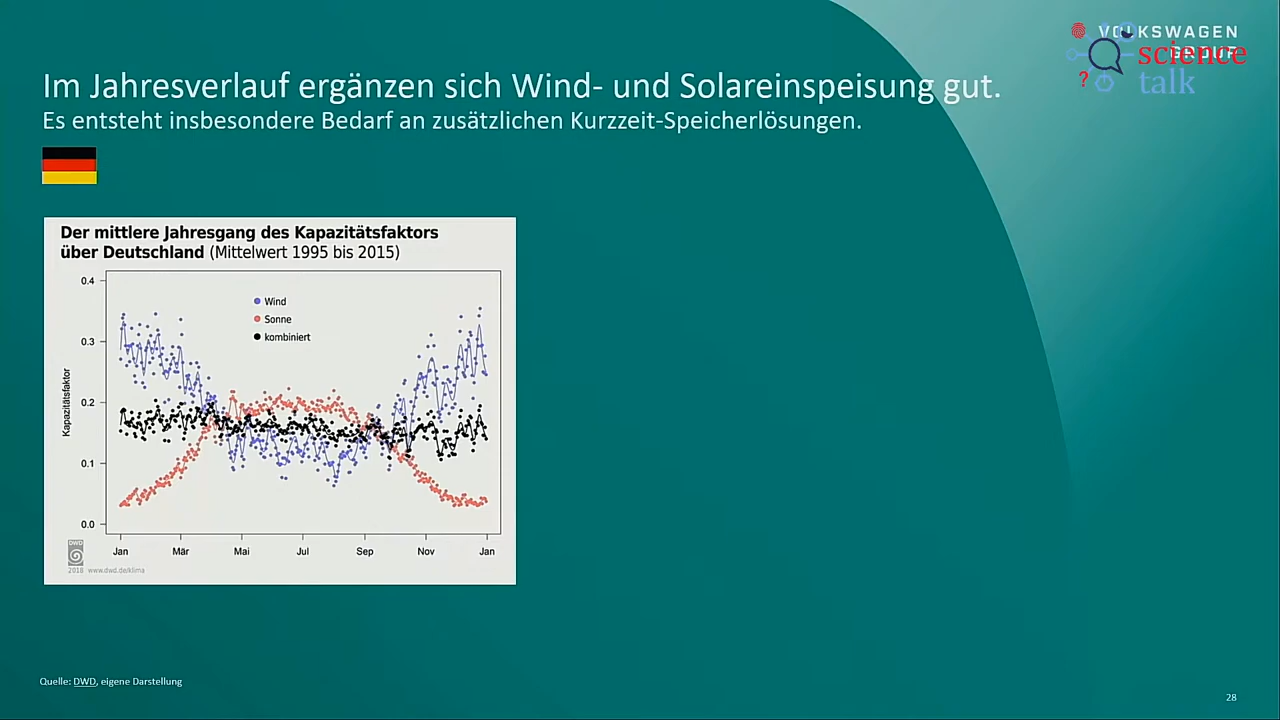 VOLKSWAGEN
science
talk
Im Jahresverlauf ergänzen sich Wind- und Solareinspeisung gut.
Es entsteht insbesondere Bedarf an zusätzlichen Kurzzeit-Speicherlösungen.
Der mittlere Jahresgang des Kapazitätsfaktors
über Deutschland (Mittelwert 1995 bis 2015)
0.4
Wind
Sonne
0.3
kombiniert
Kapazitätsfaktor
0.2
0.1
0.0
Jan Mär Mai Jul Sep Nov Jan
DWD
2018 www.dwd.de/klima
Quelle: DWD, eigene Darstellung
28